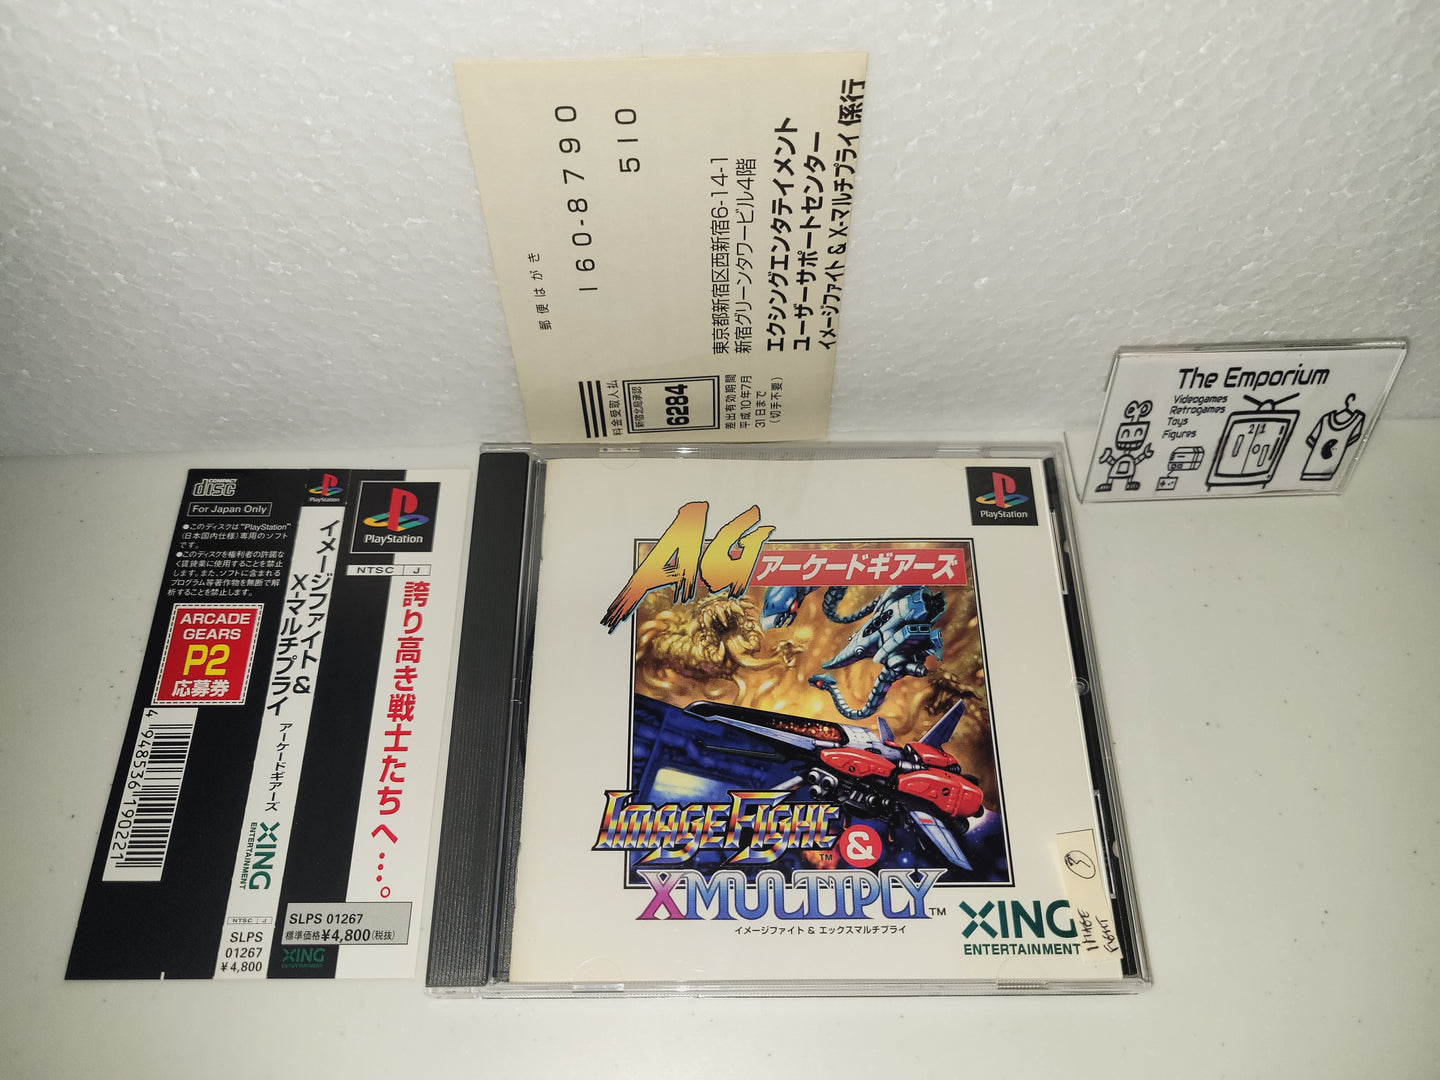 郵便はがき
160-8790
510
料金受取人払
新宿北局承認
6284
差出有効期間
平成10年7月
31日まで
(切手不要)
東京都新宿区西新宿6-14-1
新宿グリーンタワービル4階
エクシングエンタテイメント
ユーザーサポートセンター
イメージファイト & X-マルチプライ 係行
The Emporium
Videogames
Retrogames
Toys
Figures
COMPACT
disc
For Japan Only
●このディスクは"PlayStation"
(日本国内仕様)専用のソフト
です。
●このディスクを権利者の許諾な
く賃貸業に使用することを禁止
します。また、ソフトに含まれる
プログラム等著作物を無断で解
析することを禁止します。
ARCADE
GEARS
P2
応募券
4 948536 190221
PlayStation
イメージファイト&
X-マルチプライ
アーケードギアーズ
XING
ENTERTAINMENT
NTSC J
SLPS
01267
¥4,800
PlayStation
NTSC J
誇り高き戦士たちへ…。
SLPS 01267
標準価格¥4,800(税抜)
XING
ENTERTAINMENT
PlayStation
AG
アーケードギアーズ
IMAGE FIGHT™
&
XMULTIPLY™
イメージファイト & エックスマルチプライ
XING
ENTERTAINMENT
3
IMAGE
FIGHT